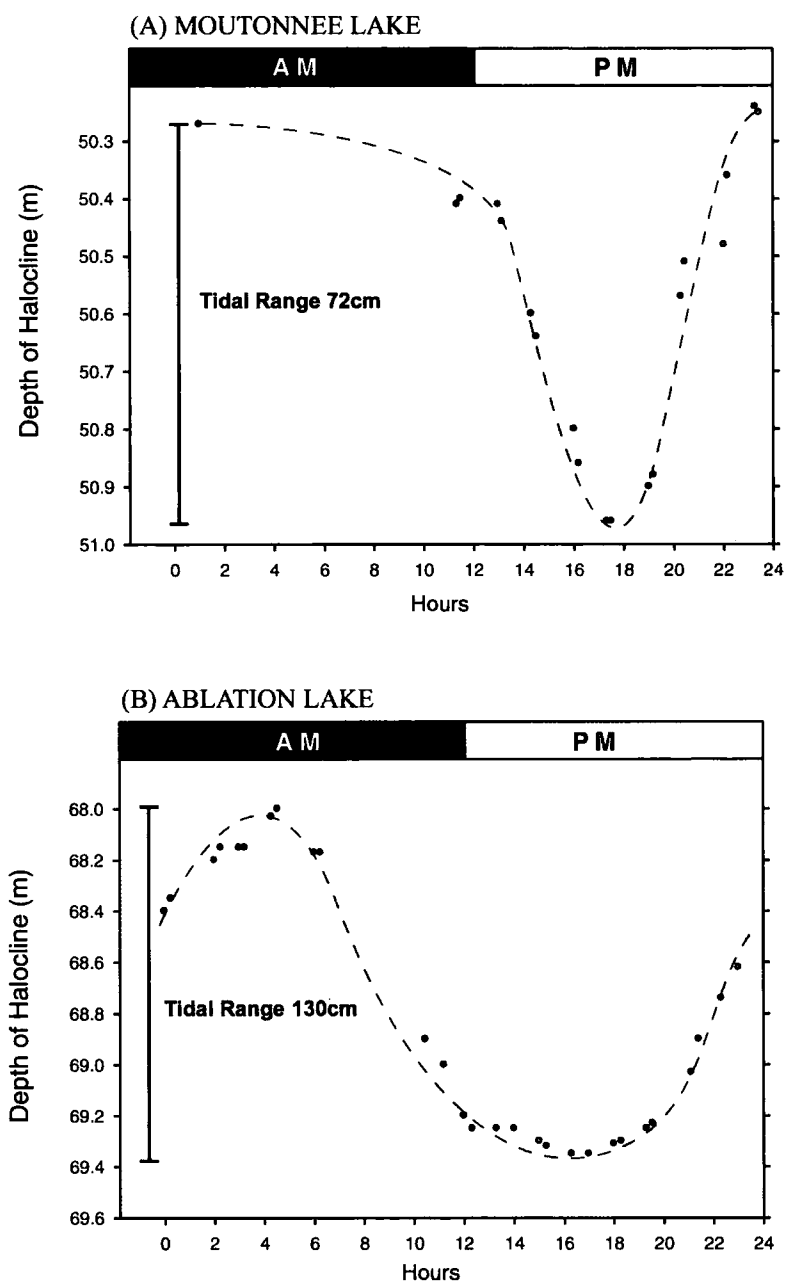 (A) MOUTONNEE LAKE
AM PM
50.3
50.4
50.5
50.6
50.7
50.8
50.9
51.0
Depth of Halocline (m)
Tidal Range 72cm
0 2 4 6 8 10 12 14 16 18 20 22 24
Hours
(B) ABLATION LAKE
AM PM
68.0
68.2
68.4
68.6
68.8
69.0
69.2
69.4
69.6
Depth of Halocline (m)
Tidal Range 130cm
0 2 4 6 8 10 12 14 16 18 20 22 24
Hours